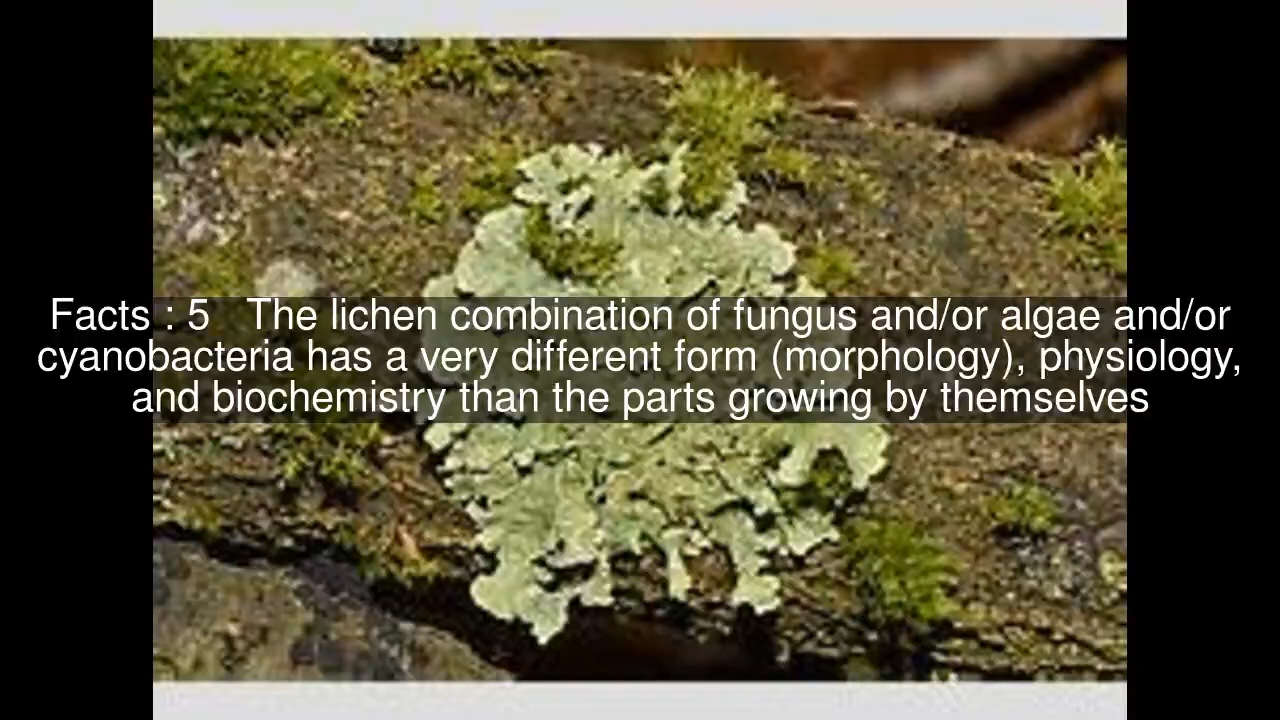 Facts : 5   The lichen combination of fungus and/or algae and/or
cyanobacteria has a very different form (morphology), physiology,
and biochemistry than the parts growing by themselves